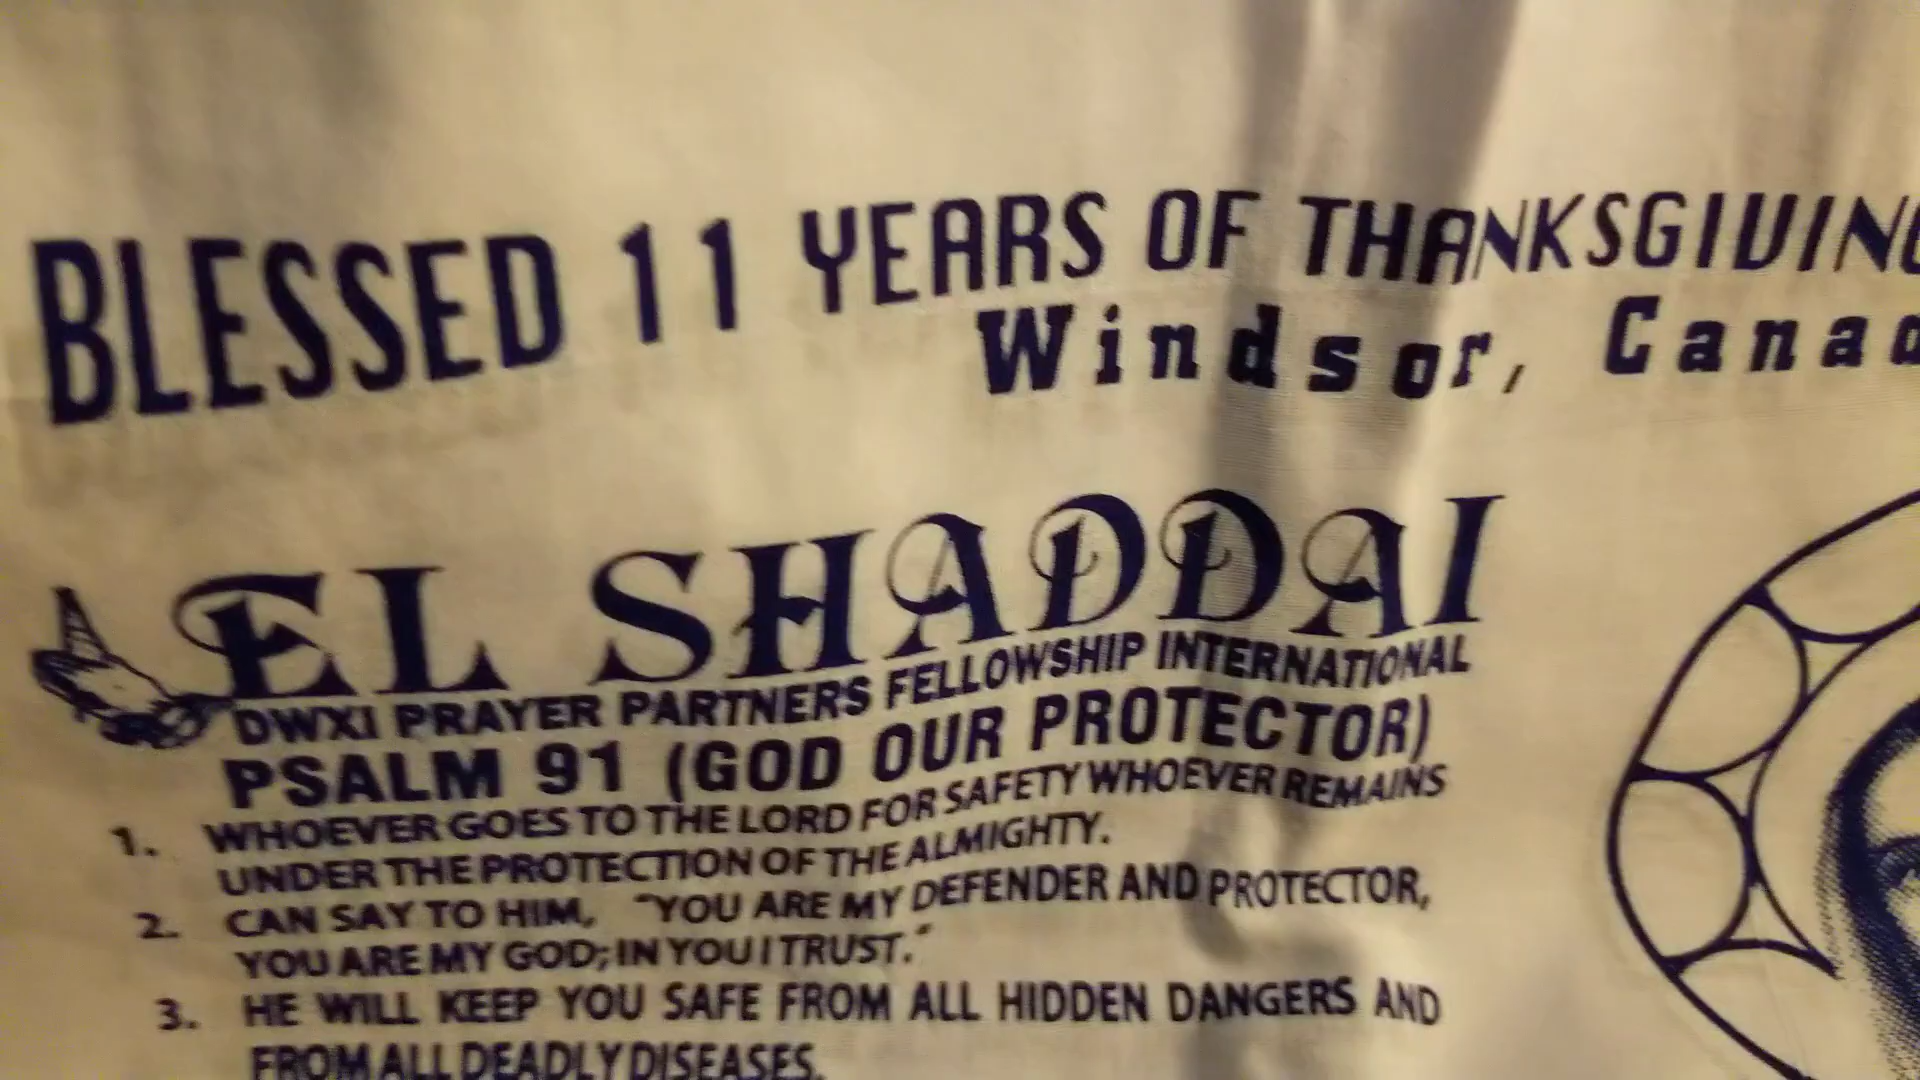 BLESSED 11 YEARS OF THANKSGIVING
Windsor, Canad
EL SHADDAI
DWXI PRAYER PARTNERS FELLOWSHIP INTERNATIONAL
PSALM 91 (GOD OUR PROTECTOR)
1. WHOEVER GOES TO THE LORD FOR SAFETY WHOEVER REMAINS
UNDER THE PROTECTION OF THE ALMIGHTY.
2. CAN SAY TO HIM, "YOU ARE MY DEFENDER AND PROTECTOR,
YOU ARE MY GOD; IN YOU I TRUST."
3. HE WILL KEEP YOU SAFE FROM ALL HIDDEN DANGERS AND
FROM ALL DEADLY DISEASES.